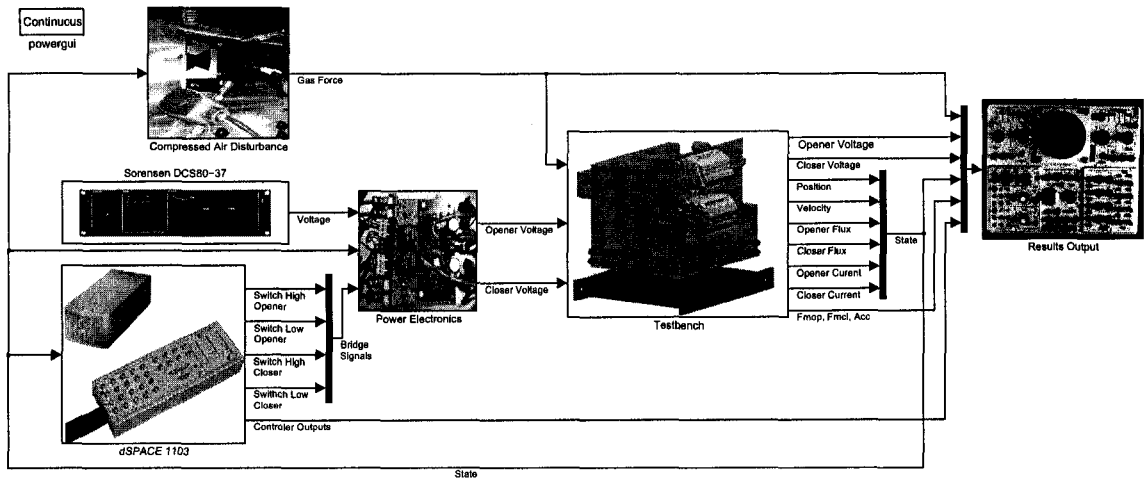 Continuous
powergui
Gas Force
Compressed Air Disturbance
Sorensen DCS80-37
Voltage
Opener Voltage
Closer Voltage
Power Electronics
Switch High
Opener
Switch Low
Opener
Switch High
Closer
Swithch Low
Closer
Bridge
Signals
Controler Outputs
dSPACE 1103
Opener Voltage
Closer Voltage
Position
Velocity
Opener Flux
Closer Flux
Opener Curent
Closer Current
Fmop, Fmcl, Acc
Testbench
State
Results Output
State